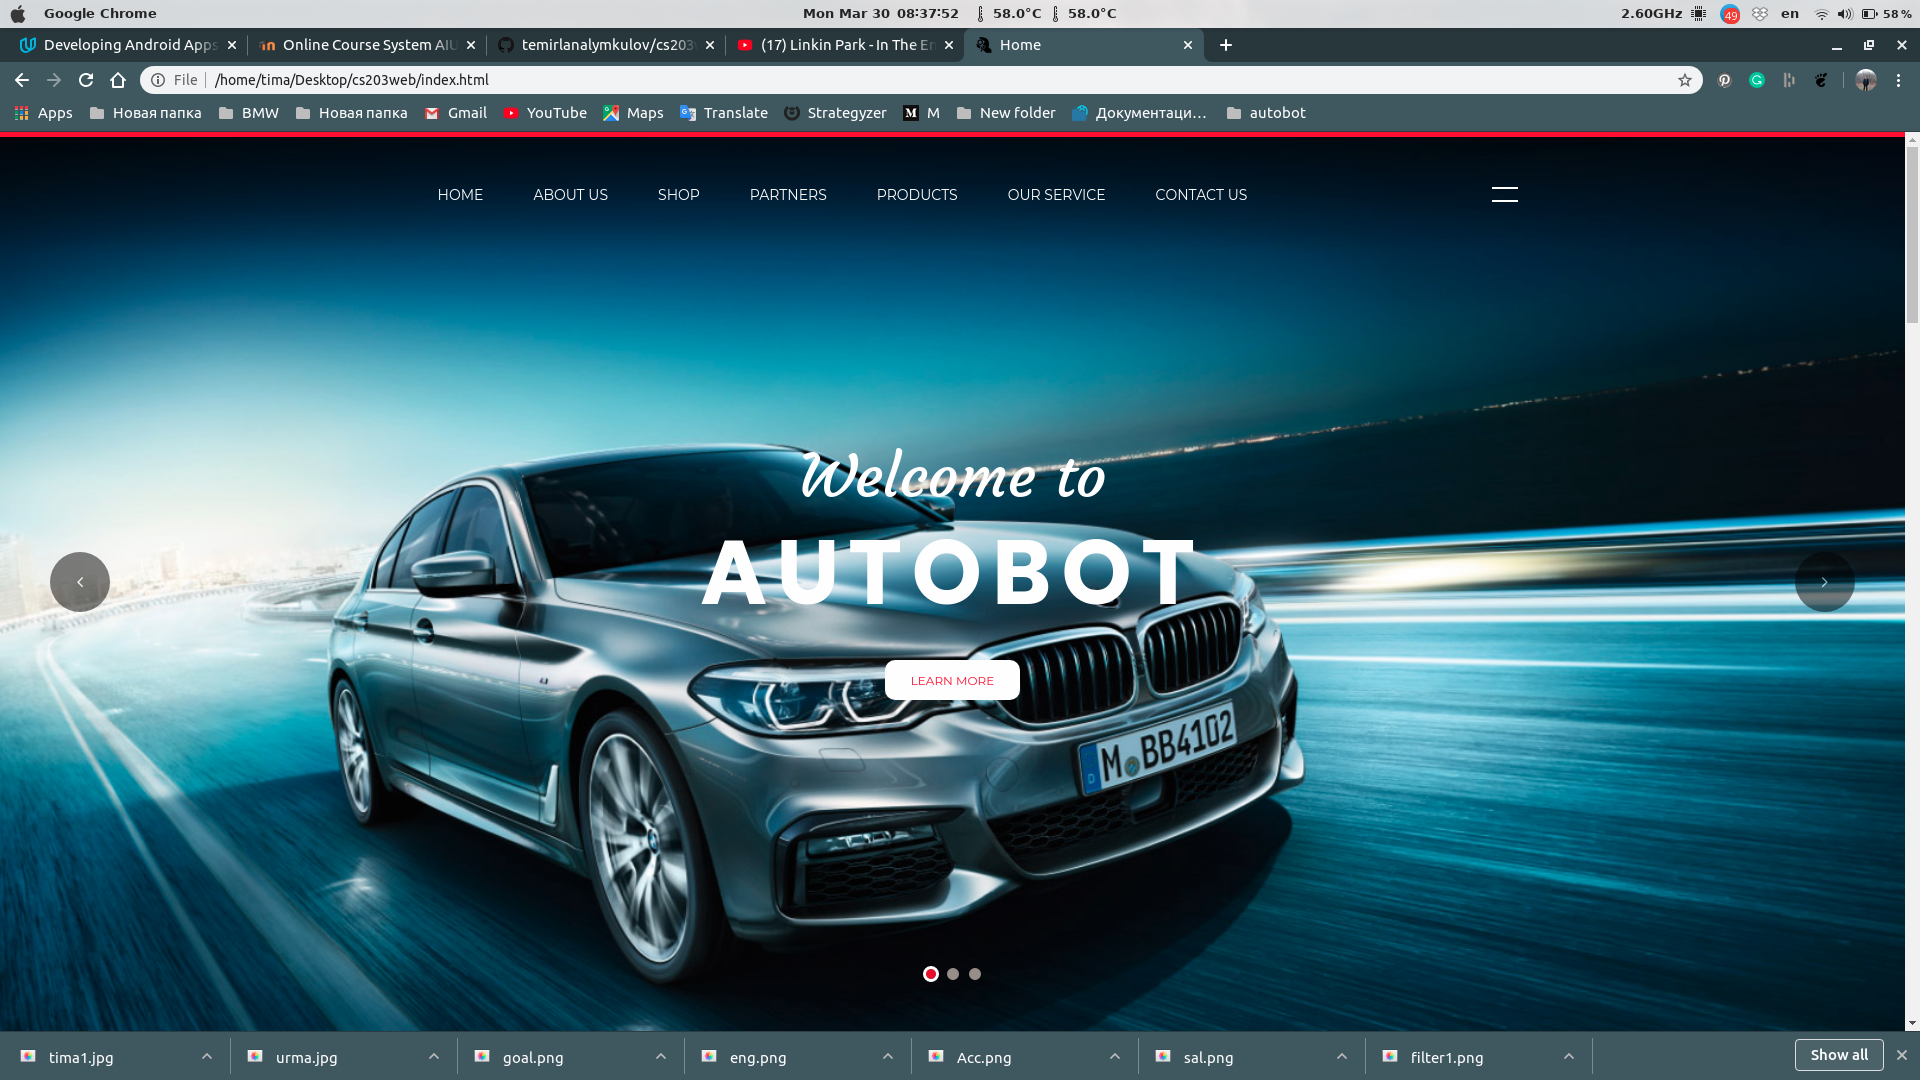 Google Chrome
Mon Mar 30 08:37:52
58.0°C
58.0°C
2.60GHz
49
en
58 %
Developing Android Apps
Online Course System AIU
temirlanalymkulov/cs203
(17) Linkin Park - In The En
Home
File
/home/tima/Desktop/cs203web/index.html
Apps
Новая папка
BMW
Новая папка
Gmail
YouTube
Maps
Translate
Strategyzer
M
New folder
Документаци…
autobot
HOME
ABOUT US
SHOP
PARTNERS
PRODUCTS
OUR SERVICE
CONTACT US
Welcome to
AUTOBOT
LEARN MORE
M BB4102
tima1.jpg
urma.jpg
goal.png
eng.png
Acc.png
sal.png
filter1.png
Show all